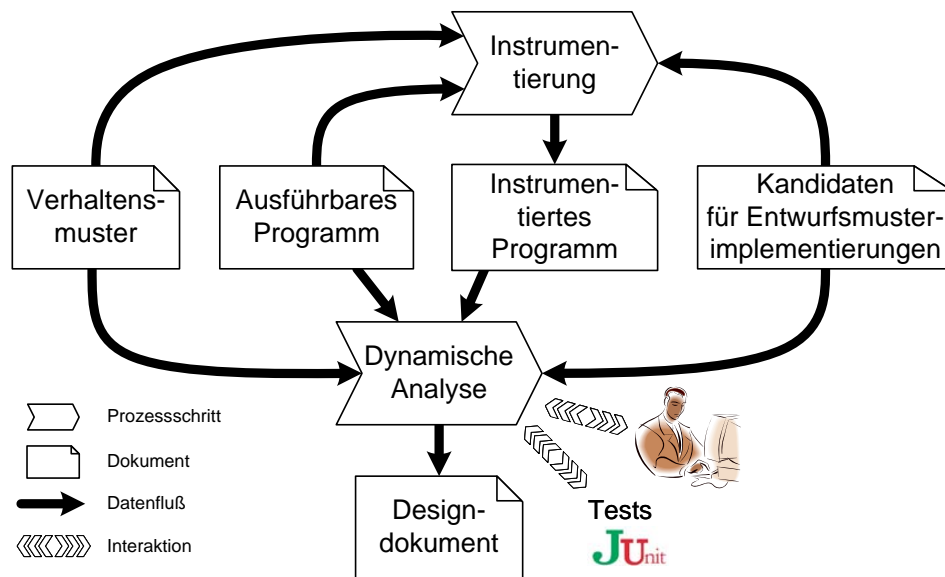 Instrumen-
tierung
Verhaltens-
muster
Ausführbares
Programm
Instrumen-
tiertes
Programm
Kandidaten
für Entwurfsmuster-
implementierungen
Dynamische
Analyse
Prozessschritt
Dokument
Datenfluß
Interaktion
Design-
dokument
Tests
JUnit